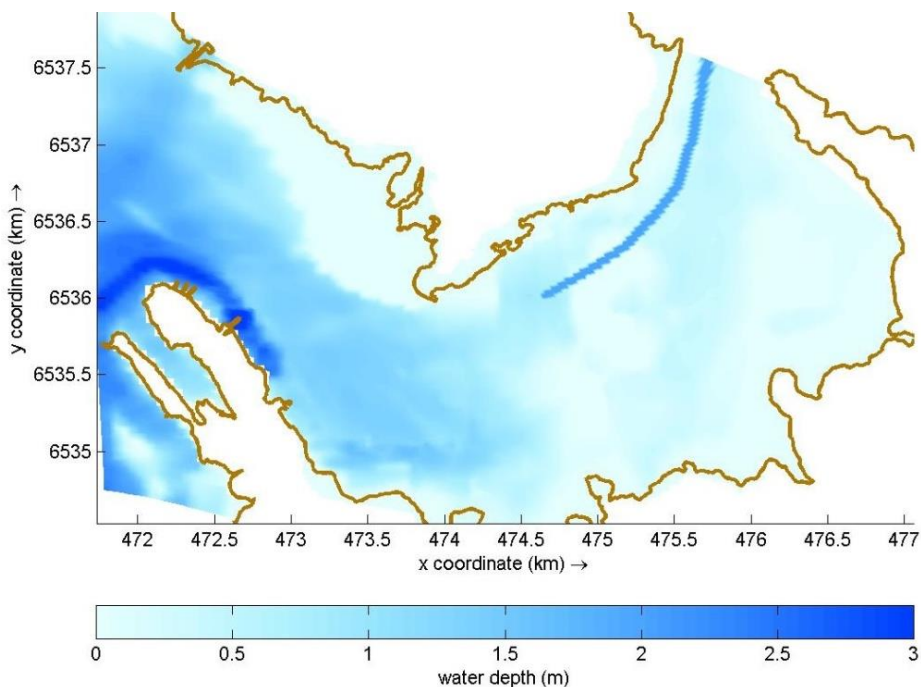 6537.5
6537
6536.5
6536
6535.5
6535
y coordinate (km) →
472 472.5 473 473.5 474 474.5 475 475.5 476 476.5 477
x coordinate (km) →
0 0.5 1 1.5 2 2.5 3
water depth (m)